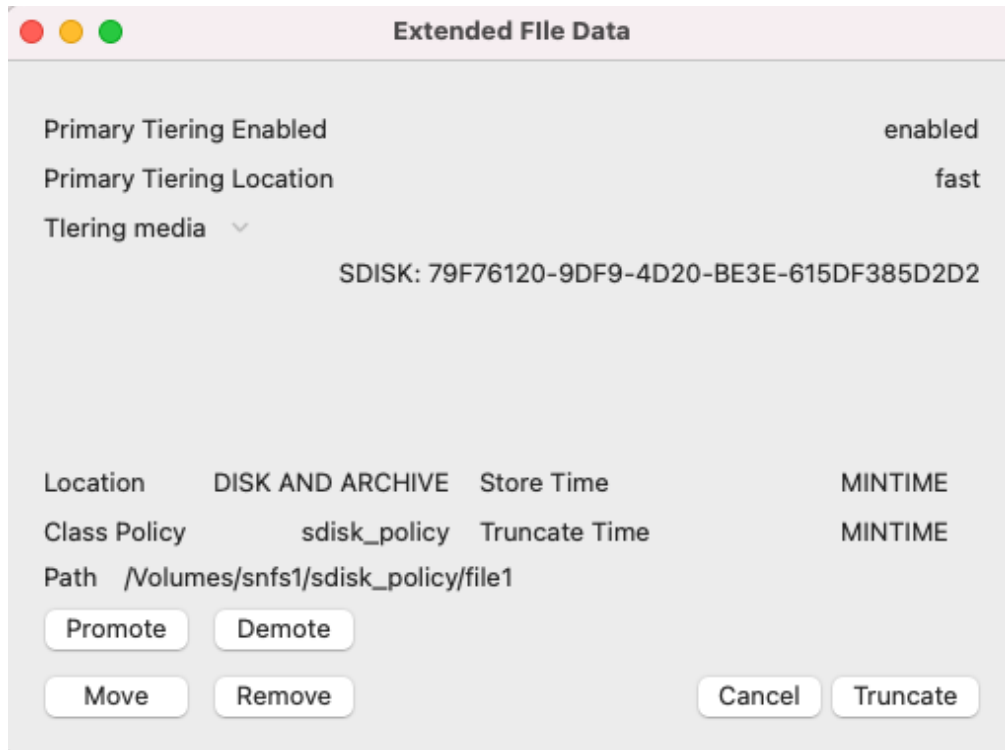 Extended FIle Data
Primary Tiering Enabled enabled
Primary Tiering Location fast
TIering media
SDISK: 79F76120-9DF9-4D20-BE3E-615DF385D2D2
Location DISK AND ARCHIVE Store Time MINTIME
Class Policy sdisk_policy Truncate Time MINTIME
Path /Volumes/snfs1/sdisk_policy/file1
Promote Demote
Move Remove Cancel Truncate